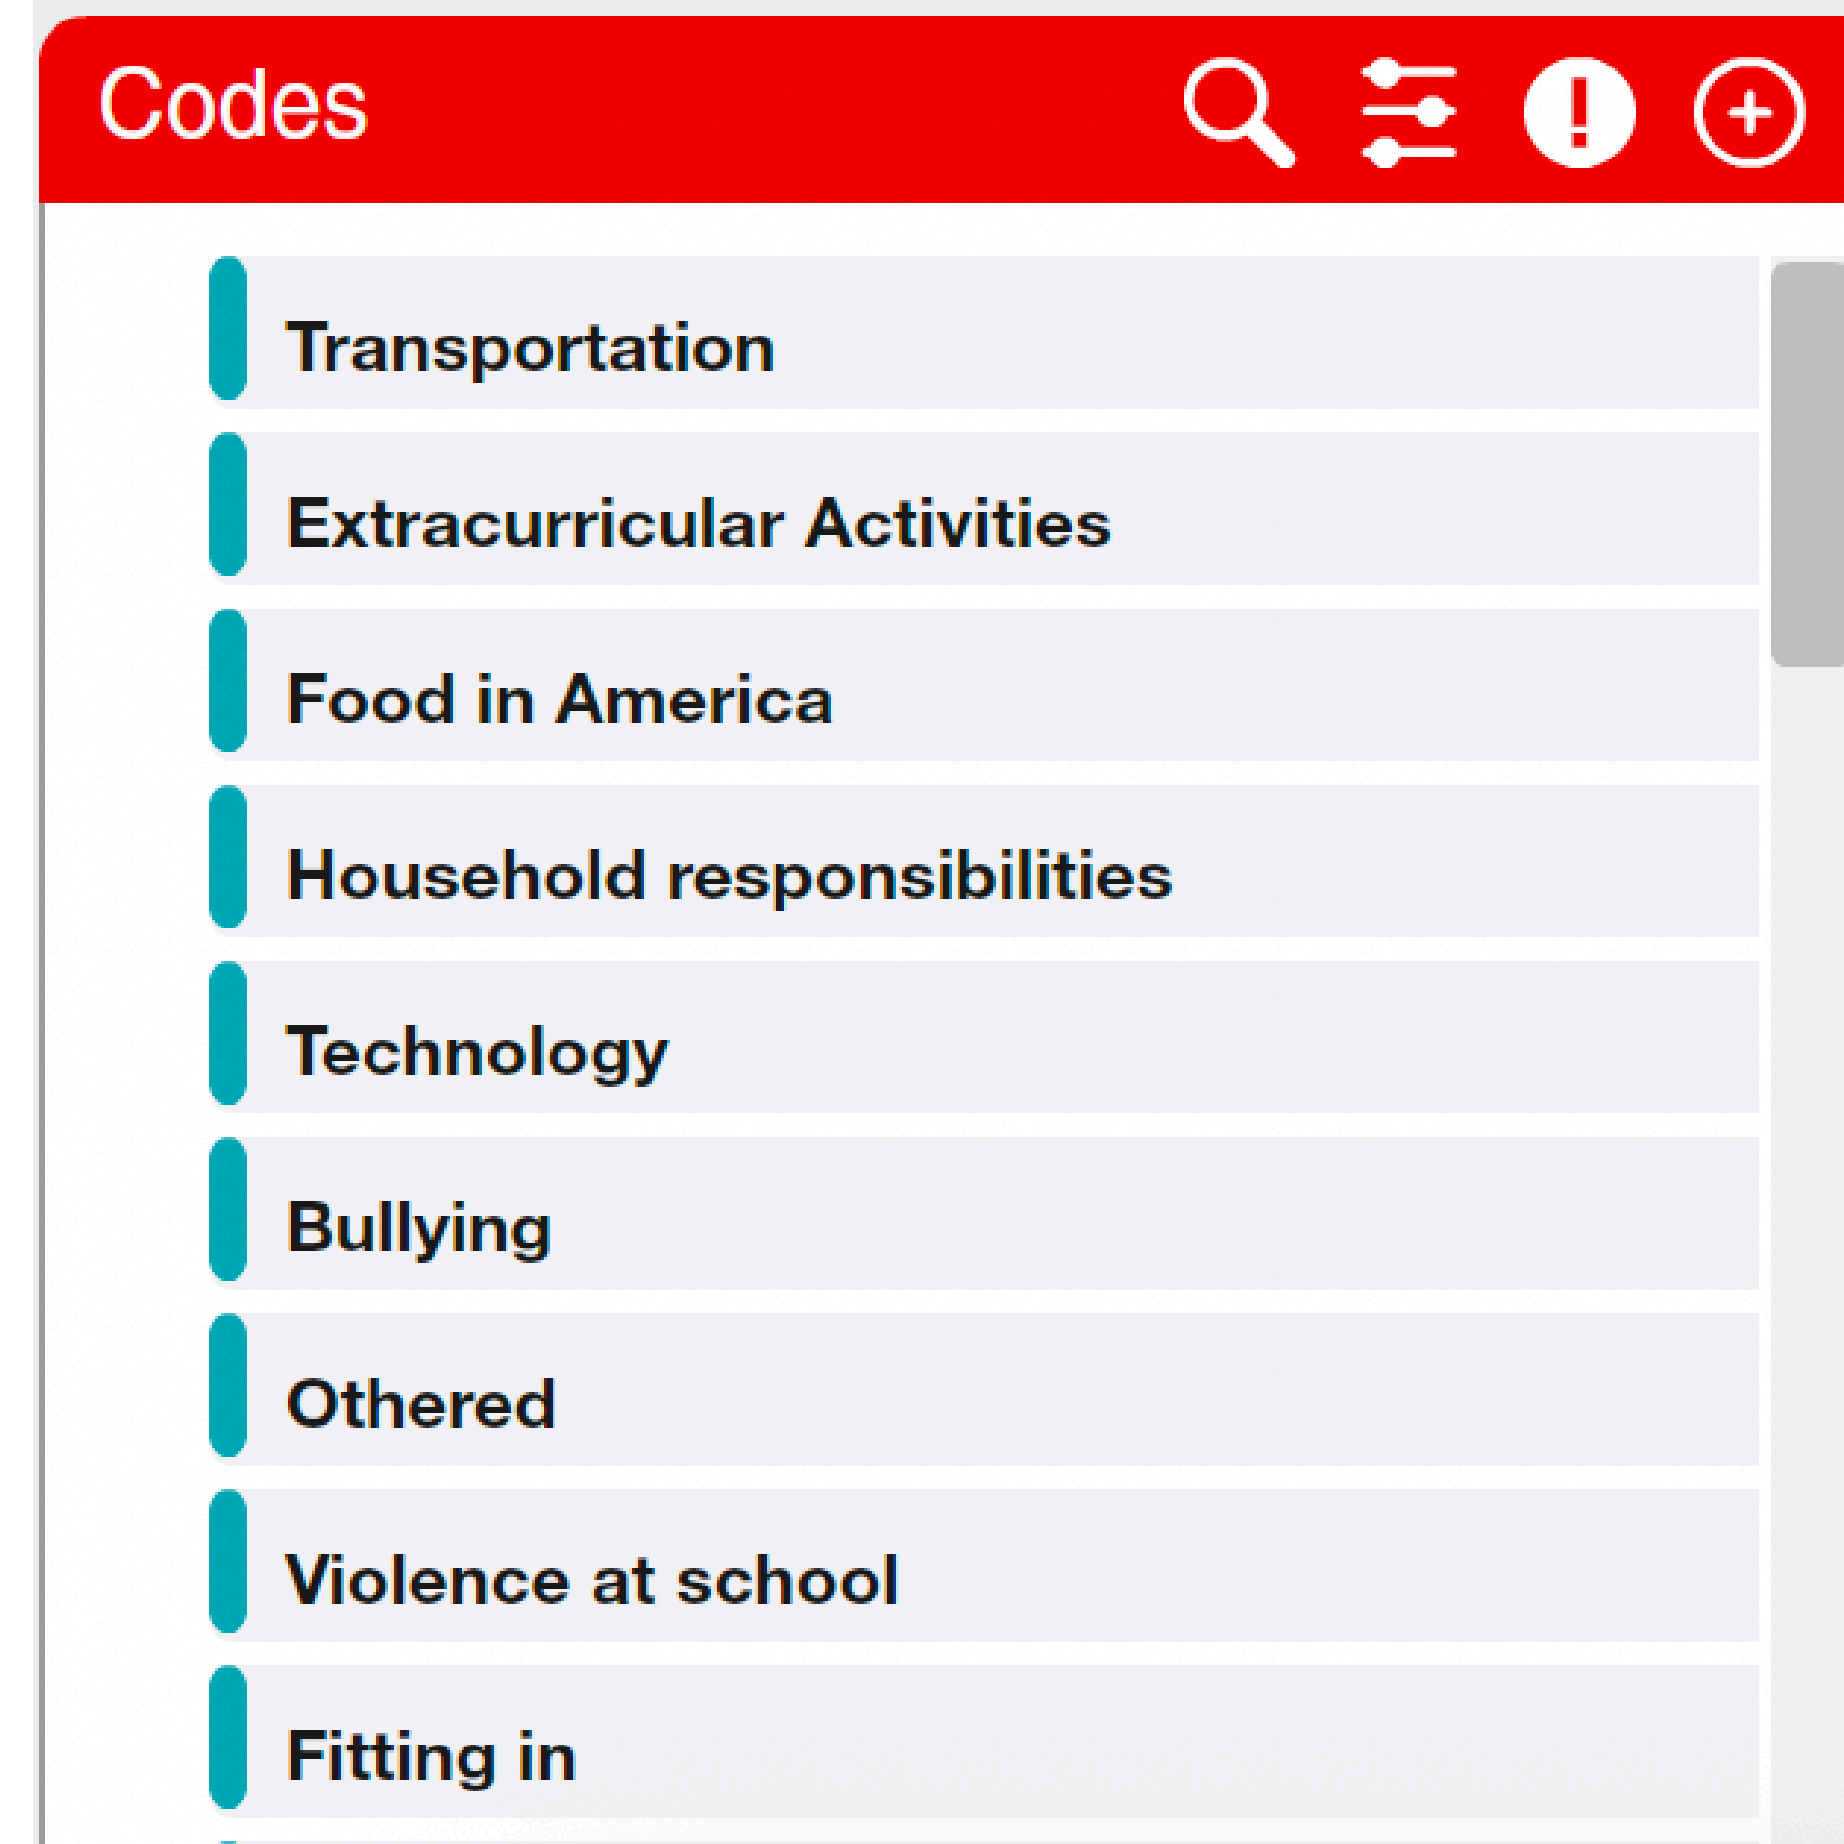 Codes
Transportation
Extracurricular Activities
Food in America
Household responsibilities
Technology
Bullying
Othered
Violence at school
Fitting in